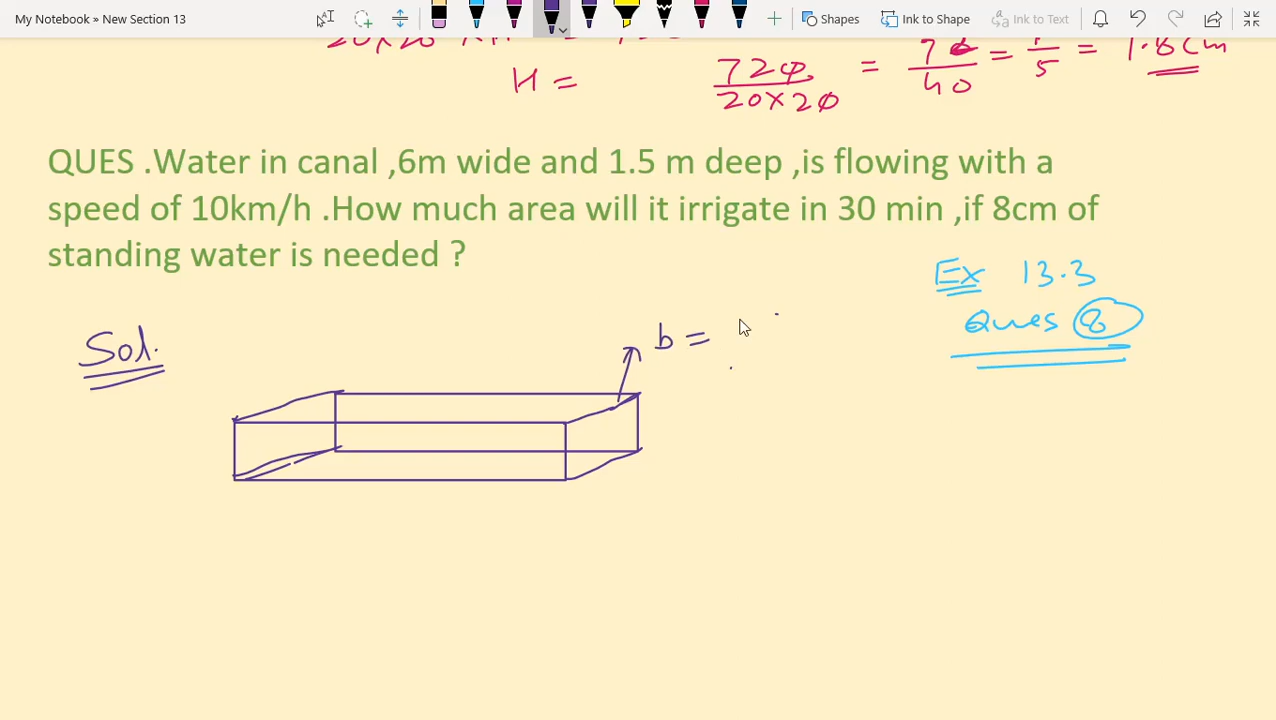 My Notebook » New Section 13
Shapes
Ink to Shape
Ink to Text
H = 720/20×20 = 72/40 = /5 = 1.8cm
QUES .Water in canal ,6m wide and 1.5 m deep ,is flowing with a
speed of 10km/h .How much area will it irrigate in 30 min ,if 8cm of
standing water is needed ?
Ex 13.3
Ques 8
Sol.
b =